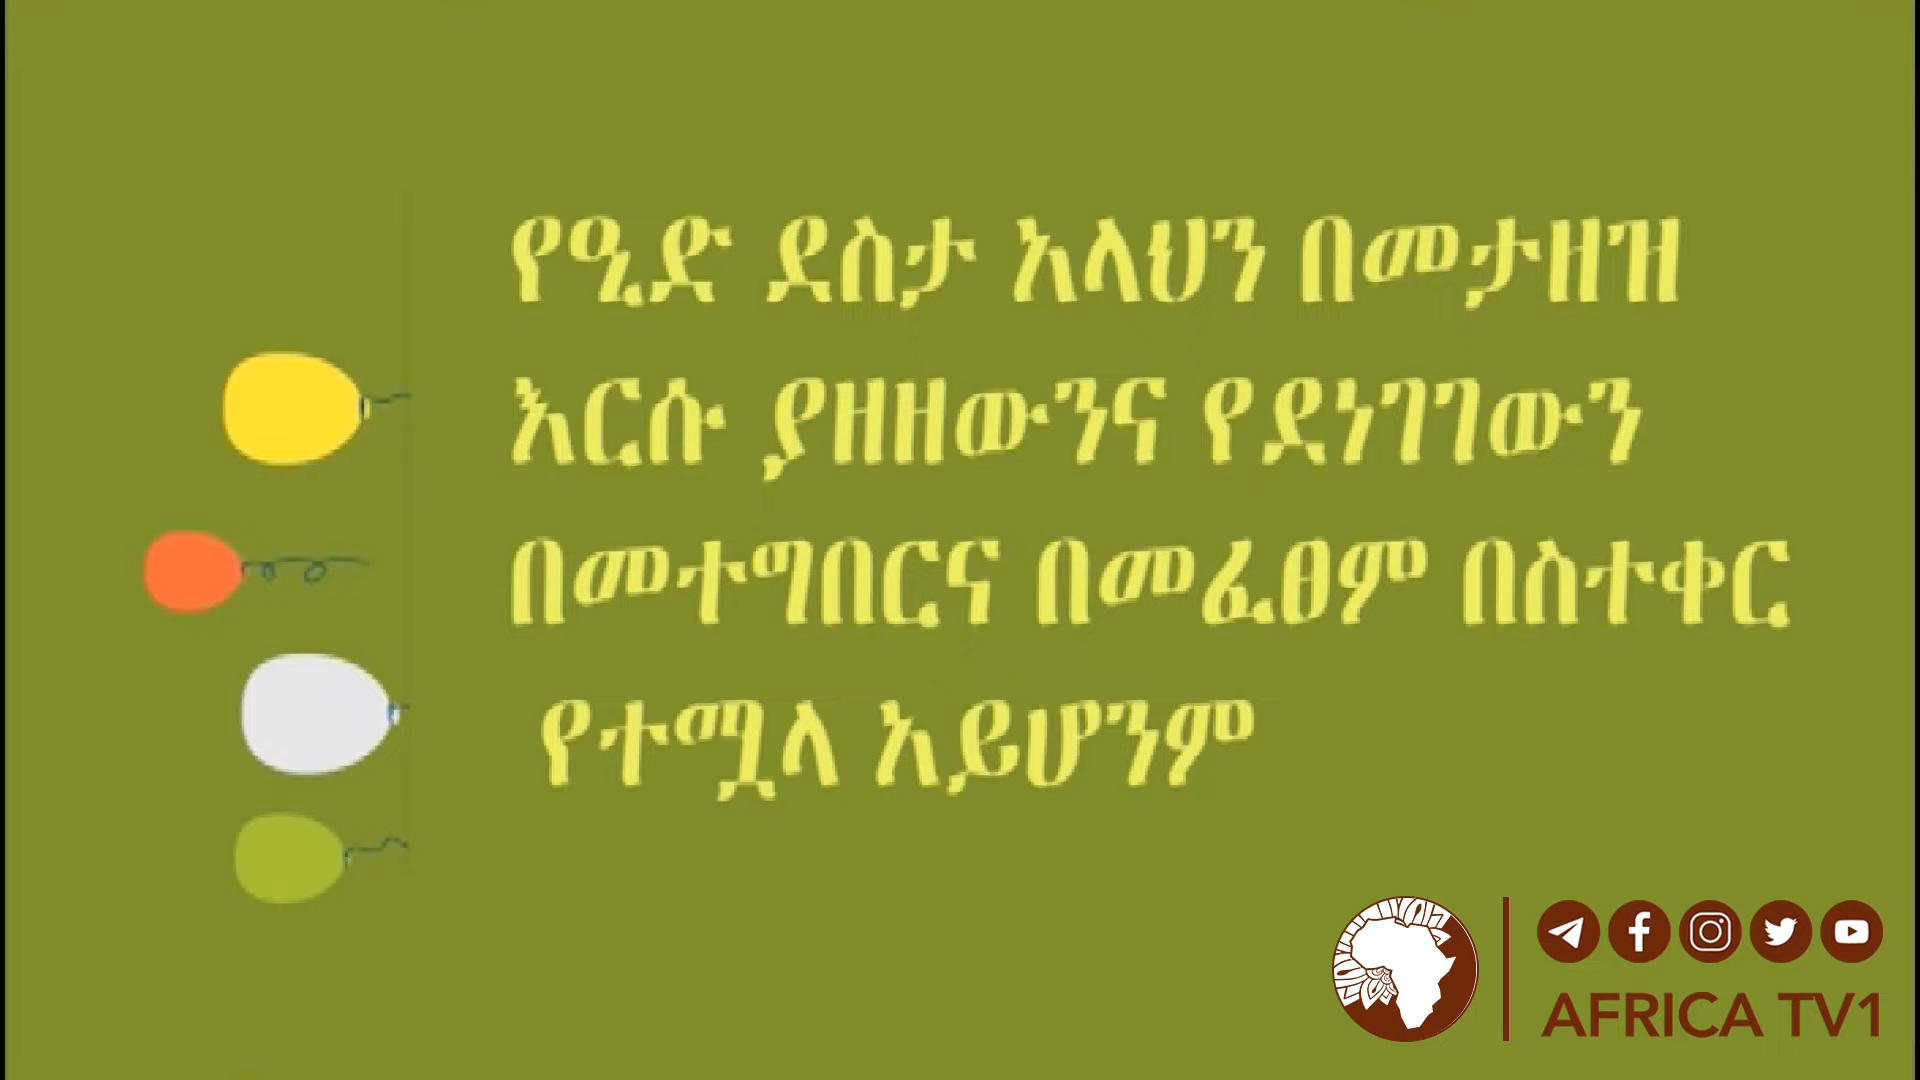 የዒድ ደስታ አላህን በመታዘዝ
እርሱ ያዘዘውንና የደነገገውን
በመተግበርና በመፈፀም በስተቀር
የተሟላ አይሆንም
AFRICA TV1